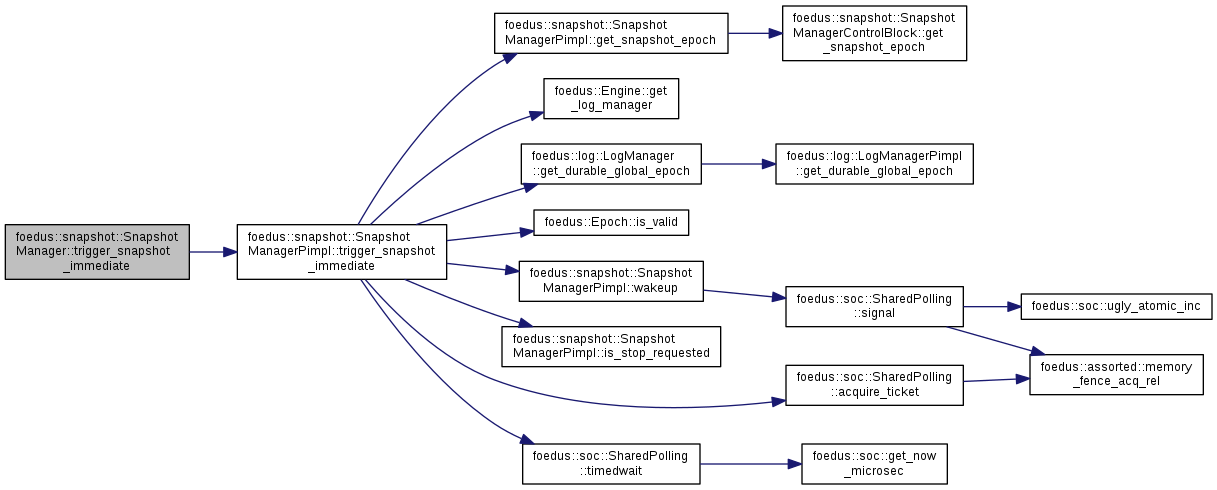 foedus::snapshot::Snapshot
Manager::trigger_snapshot
_immediate
foedus::snapshot::Snapshot
ManagerPimpl::trigger_snapshot
_immediate
foedus::snapshot::Snapshot
ManagerPimpl::get_snapshot_epoch
foedus::snapshot::Snapshot
ManagerControlBlock::get
_snapshot_epoch
foedus::Engine::get
_log_manager
foedus::log::LogManager
::get_durable_global_epoch
foedus::log::LogManagerPimpl
::get_durable_global_epoch
foedus::Epoch::is_valid
foedus::snapshot::Snapshot
ManagerPimpl::wakeup
foedus::soc::SharedPolling
::signal
foedus::soc::ugly_atomic_inc
foedus::assorted::memory
_fence_acq_rel
foedus::snapshot::Snapshot
ManagerPimpl::is_stop_requested
foedus::soc::SharedPolling
::acquire_ticket
foedus::soc::SharedPolling
::timedwait
foedus::soc::get_now
_microsec